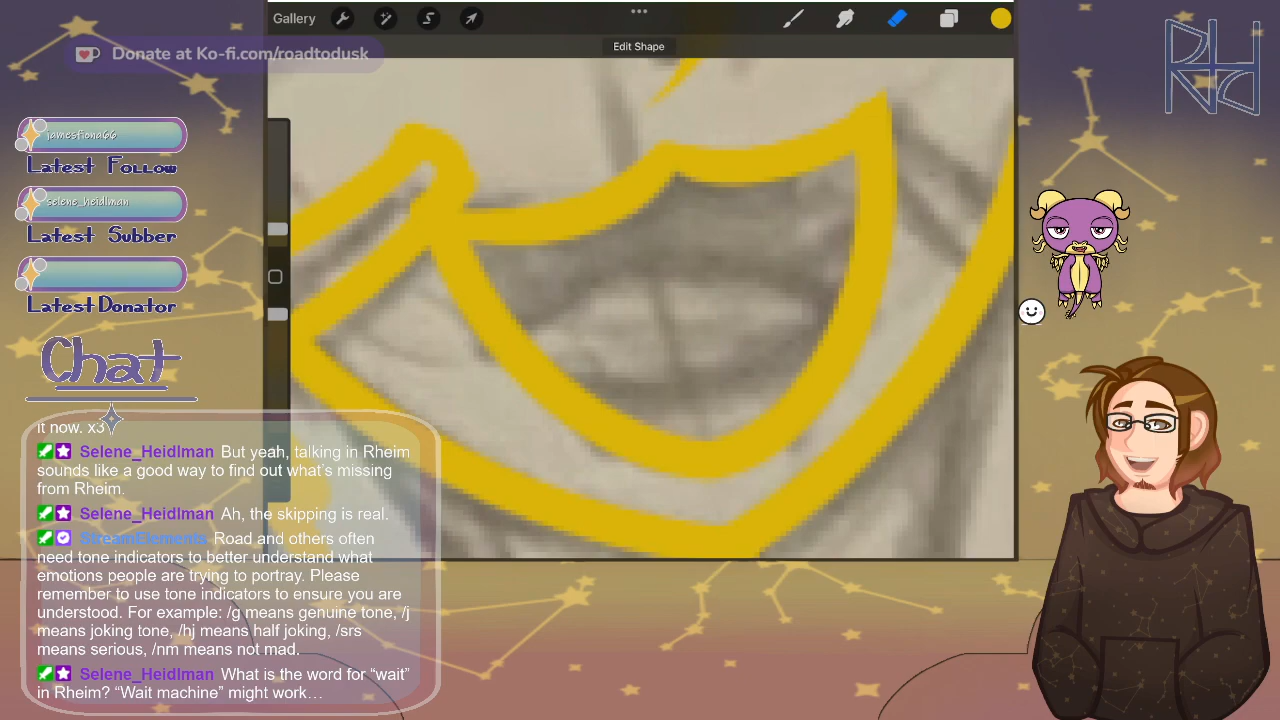 Gallery
Edit Shape
Donate at Ko-fi.com/roadtodusk
jamesfiona66
Latest Follow
selene_heidlman
Latest Subber
Latest Donator
Chat
it now. x3
Selene_Heidlman But yeah, talking in Rheim
sounds like a good way to find out what's missing
from Rheim.
Selene_Heidlman Ah, the skipping is real.
StreamElements Road and others often
need tone indicators to better understand what
emotions people are trying to portray. Please
remember to use tone indicators to ensure you are
understood. For example: /g means genuine tone, /j
means joking tone, /hj means half joking, /srs
means serious, /nm means not mad.
Selene_Heidlman What is the word for “wait”
in Rheim? “Wait machine” might work…